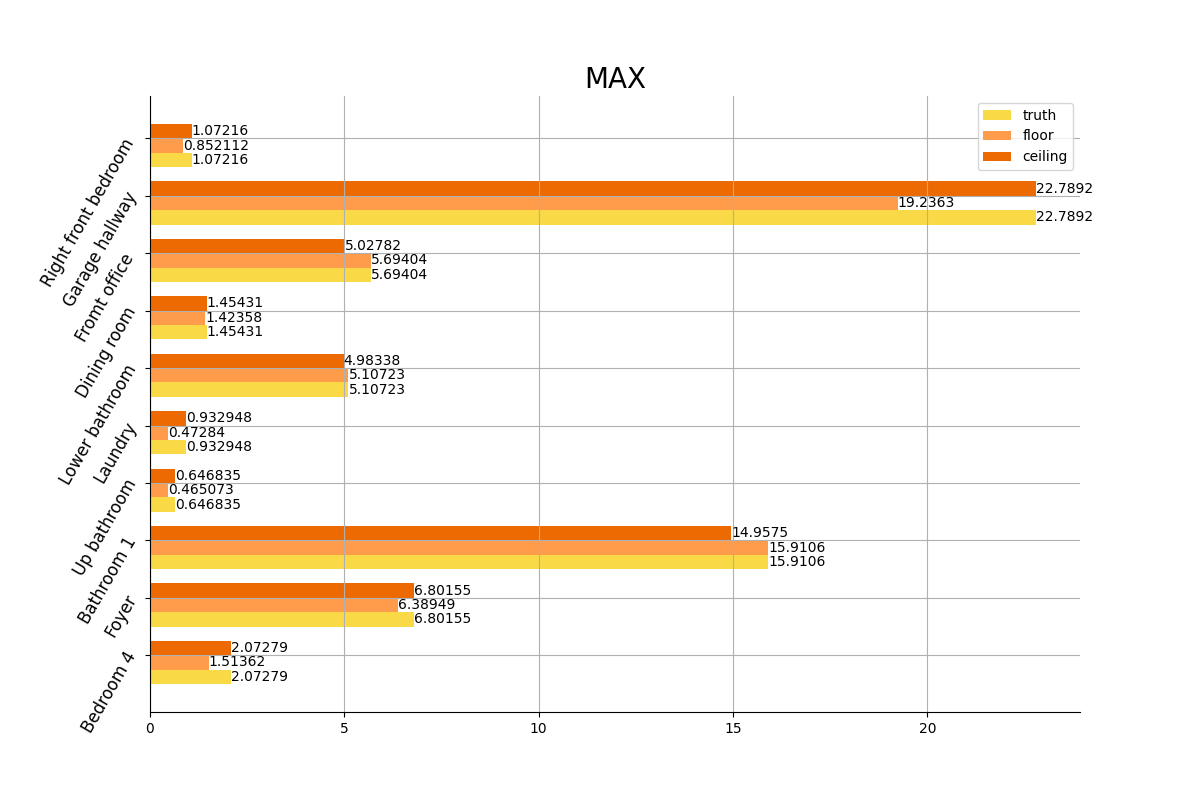 MAX
truth
floor
ceiling
Right front bedroom
1.07216
0.852112
1.07216
Garage hallway
22.7892
19.2363
22.7892
Fromt office
5.02782
5.69404
5.69404
Dining room
1.45431
1.42358
1.45431
Lower bathroom
4.98338
5.10723
5.10723
Laundry
0.932948
0.47284
0.932948
Up bathroom
0.646835
0.465073
0.646835
Bathroom 1
14.9575
15.9106
15.9106
Foyer
6.80155
6.38949
6.80155
Bedroom 4
2.07279
1.51362
2.07279
0 5 10 15 20